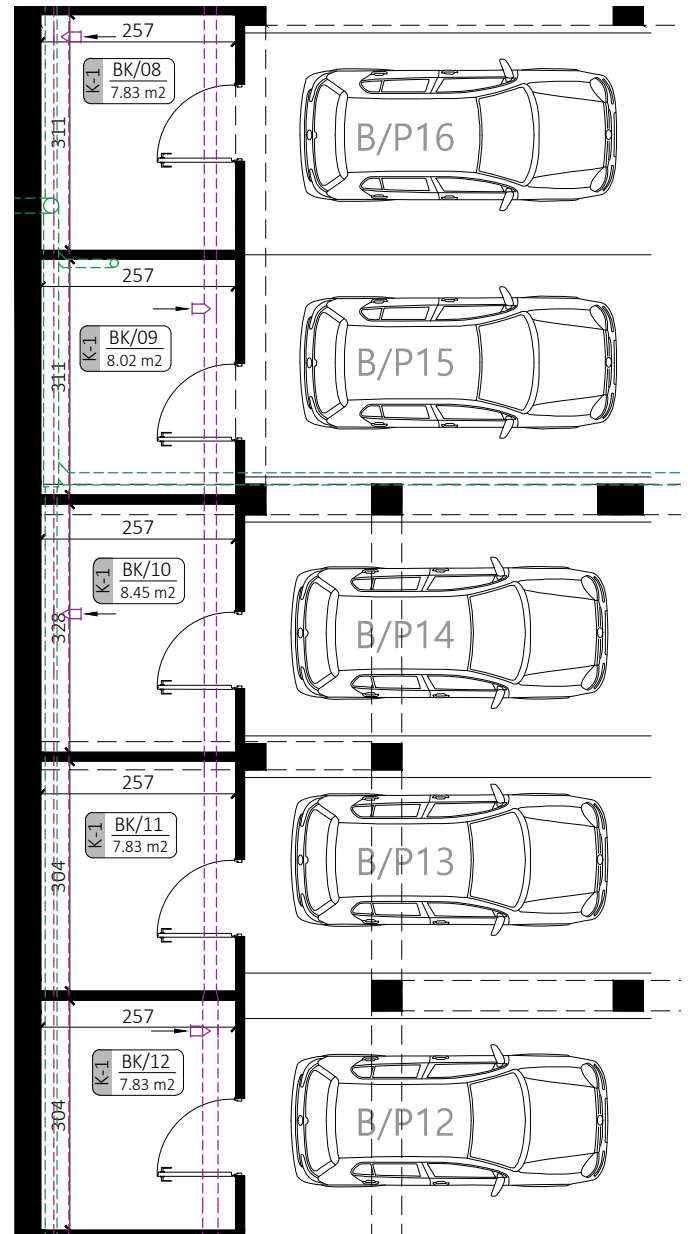 257
K-1
BK/08
7.83 m2
311
B/P16
257
K-1
BK/09
8.02 m2
311
B/P15
257
K-1
BK/10
8.45 m2
328
B/P14
257
K-1
BK/11
7.83 m2
304
B/P13
257
K-1
BK/12
7.83 m2
304
B/P12